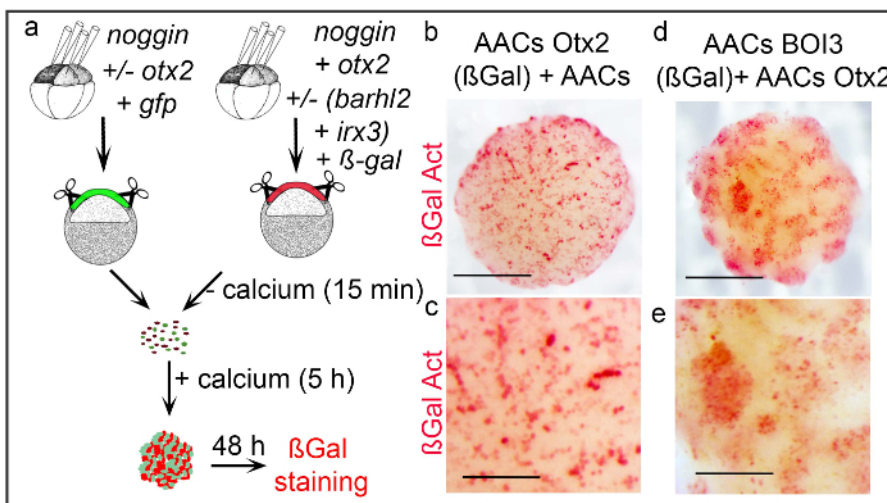 a
noggin
+/- otx2
+ gfp
noggin
+ otx2
+/- (barhl2
+ irx3)
+ ß-gal
- calcium (15 min)
+ calcium (5 h)
48 h
ßGal
staining
b
AACs Otx2
(ßGal) + AACs
ßGal Act
c
ßGal Act
d
AACs BOI3
(ßGal)+ AACs Otx2
e